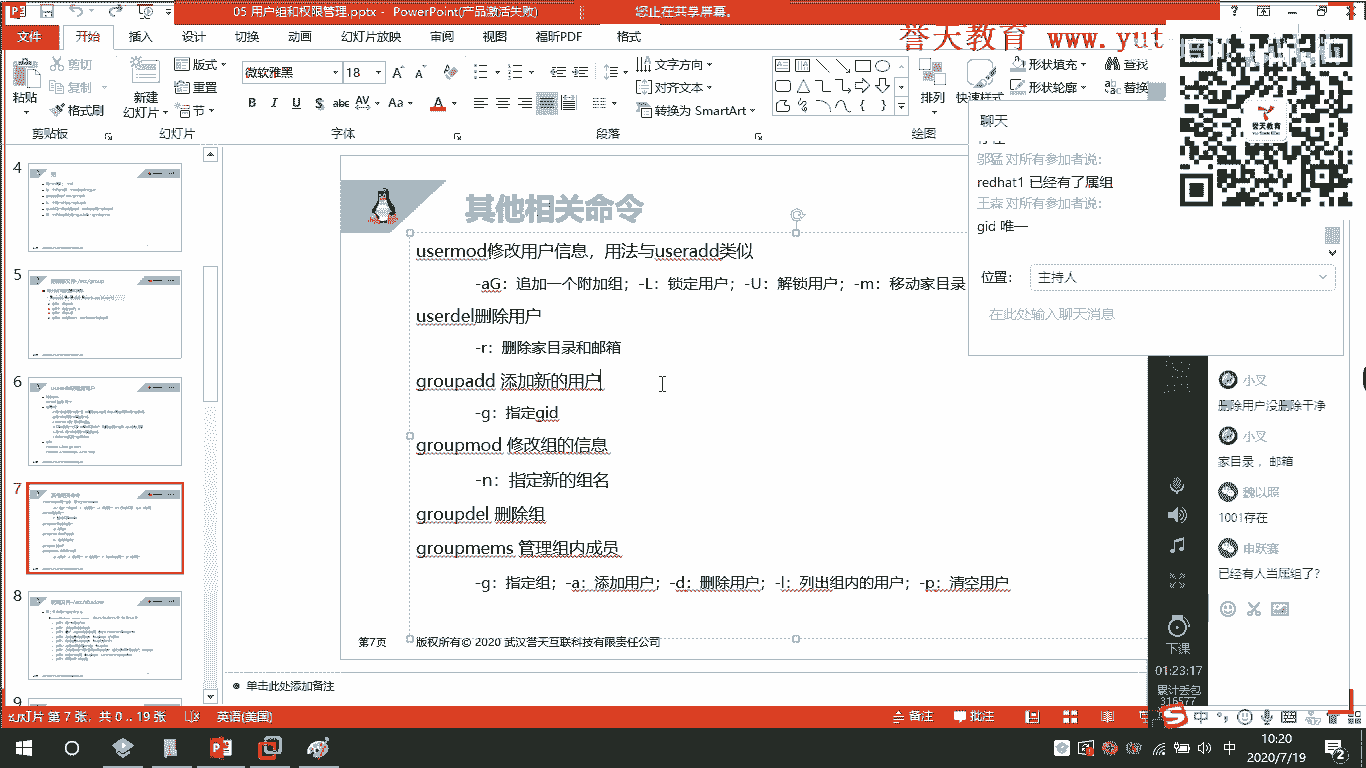 05 用户组和权限管理.pptx - PowerPoint(产品激活失败)
您正在共享屏幕。
文件
开始
插入
设计
切换
动画
幻灯片放映
审阅
视图
福昕PDF
格式
誉天教育 www.yut
剪切
复制
格式刷
粘贴
剪贴板
新建
幻灯片
版式
重置
节
幻灯片
微软雅黑
18
字体
文字方向
对齐文本
转换为 SmartArt
段落
排列
快速样式
绘图
形状填充
形状轮廓
查找
替换
誉天教育
聊天
邬猛 对所有参加者说:
redhat1 已经有了属组
王森 对所有参加者说:
gid 唯一
位置:
主持人
在此处输入聊天消息
4
5
6
7
8
9
其他相关命令
usermod修改用户信息，用法与useradd类似
-aG：追加一个附加组；-L：锁定用户；-U：解锁用户；-m：移动家目录
userdel删除用户
-r：删除家目录和邮箱
groupadd 添加新的用户
-g：指定gid
groupmod 修改组的信息
-n：指定新的组名
groupdel 删除组
groupmems 管理组内成员
-g：指定组；-a：添加用户；-d：删除用户；-l：列出组内的用户；-p：清空用户
第7页
版权所有© 2020 武汉誉天互联科技有限责任公司
单击此处添加备注
小叉
删除用户没删除干净
小叉
家目录，邮箱
魏以照
1001存在
申跃赛
已经有人当属组了?
下课
01:23:17
累计丢包
316577
幻灯片 第 7 张，共 0 .. 19 张
英语(美国)
备注
批注
中
中
10:20
2020/7/19
2